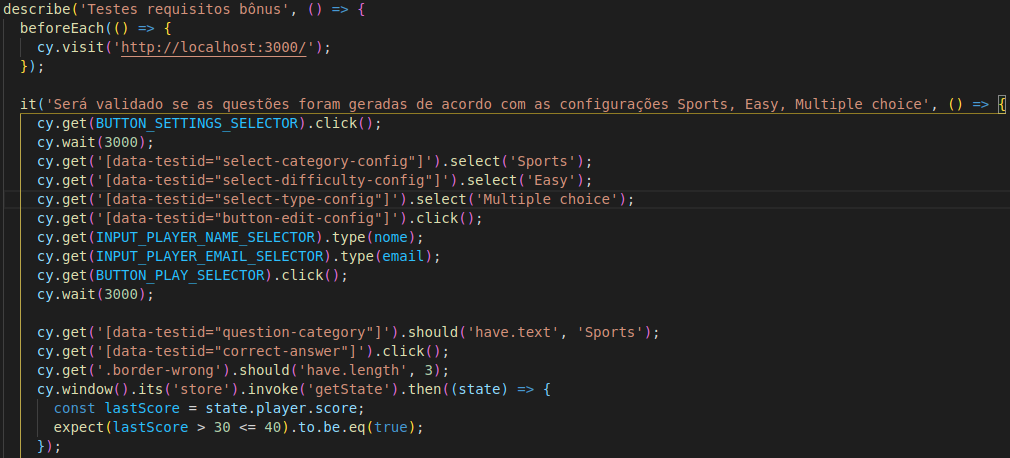 describe('Testes requisitos bônus', () => {
  beforeEach(() => {
    cy.visit('http://localhost:3000/');
  });

  it('Será validado se as questões foram geradas de acordo com as configurações Sports, Easy, Multiple choice', () => {
    cy.get(BUTTON_SETTINGS_SELECTOR).click();
    cy.wait(3000);
    cy.get('[data-testid="select-category-config"]').select('Sports');
    cy.get('[data-testid="select-difficulty-config"]').select('Easy');
    cy.get('[data-testid="select-type-config"]').select('Multiple choice');
    cy.get('[data-testid="button-edit-config"]').click();
    cy.get(INPUT_PLAYER_NAME_SELECTOR).type(nome);
    cy.get(INPUT_PLAYER_EMAIL_SELECTOR).type(email);
    cy.get(BUTTON_PLAY_SELECTOR).click();
    cy.wait(3000);

    cy.get('[data-testid="question-category"]').should('have.text', 'Sports');
    cy.get('[data-testid="correct-answer"]').click();
    cy.get('.border-wrong').should('have.length', 3);
    cy.window().its('store').invoke('getState').then((state) => {
      const lastScore = state.player.score;
      expect(lastScore > 30 <= 40).to.be.eq(true);
    });